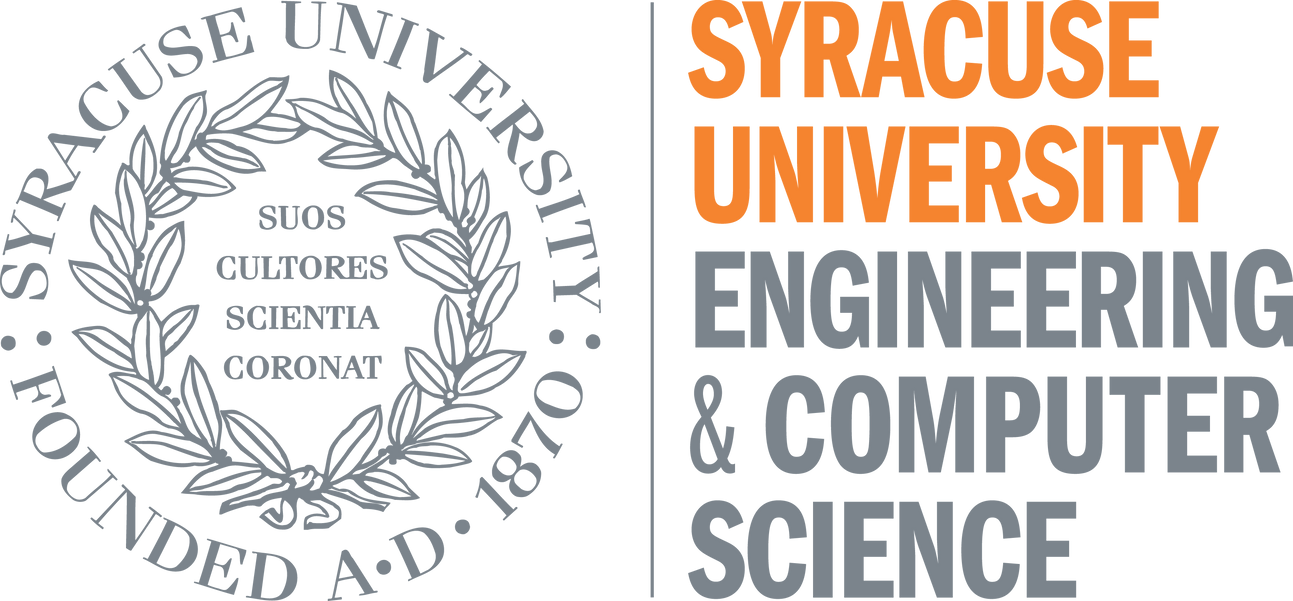 SYRACUSE UNIVERSITY
: FOUNDED A·D·1870 :
SUOS
CULTORES
SCIENTIA
CORONAT
SYRACUSE
UNIVERSITY
ENGINEERING
& COMPUTER
SCIENCE